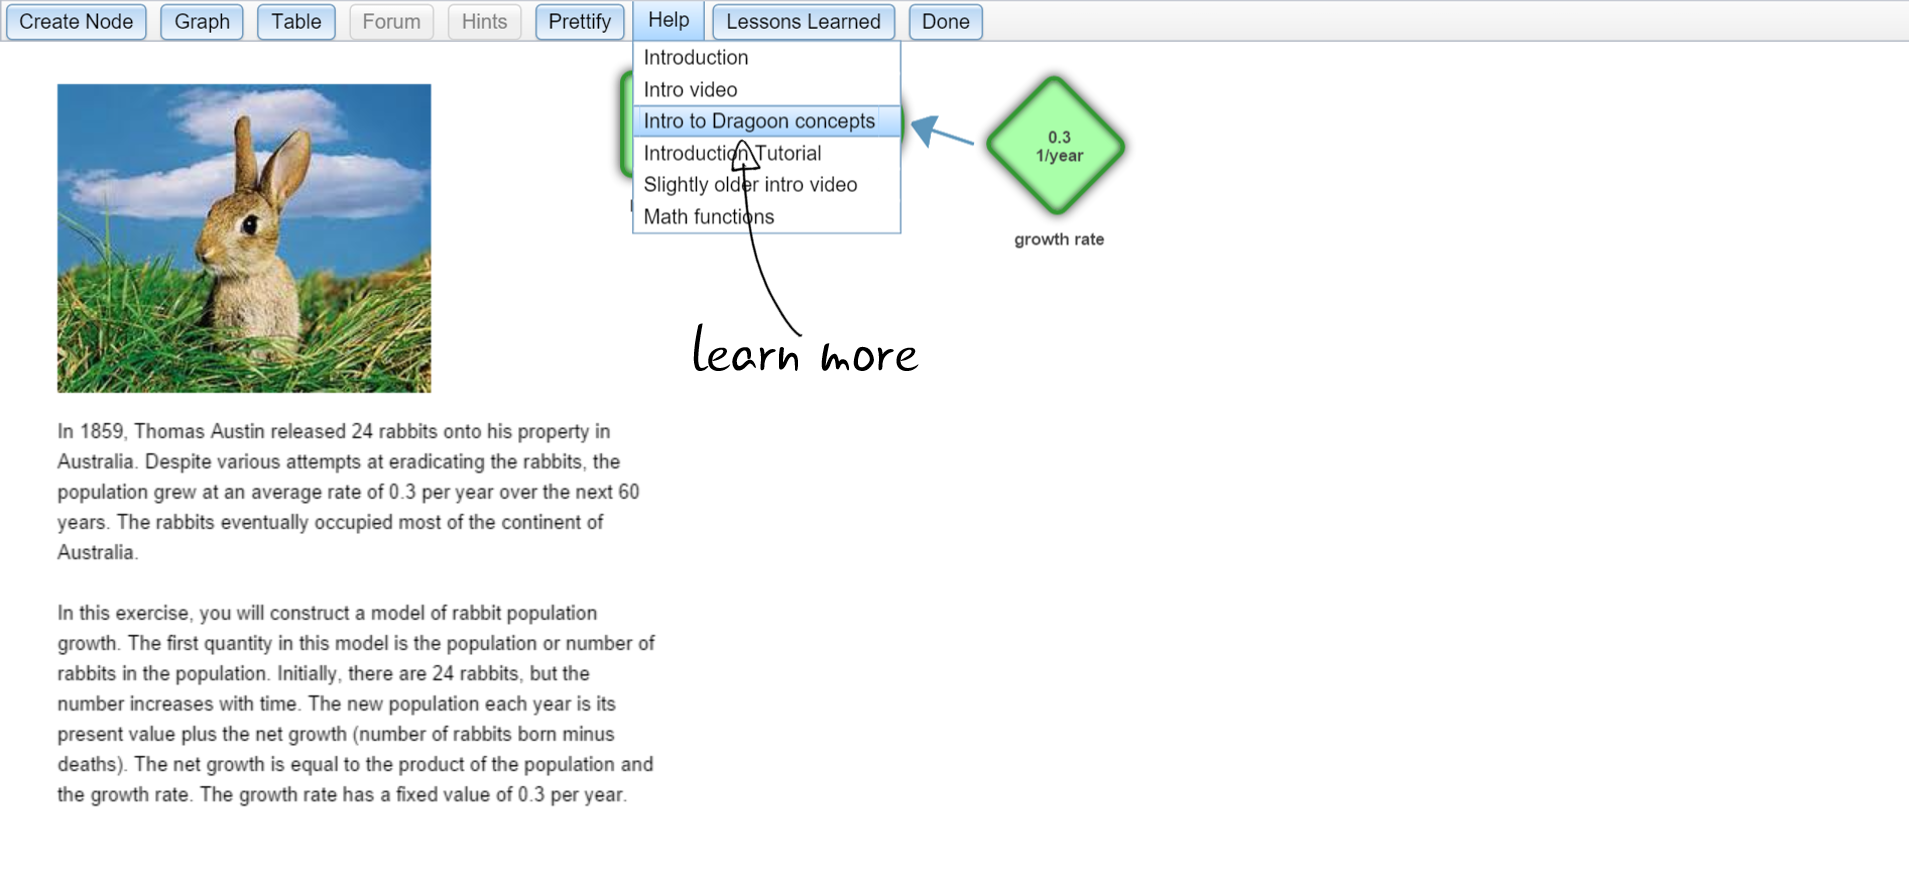 Create Node Graph Table Forum Hints Prettify Help Lessons Learned Done
Introduction
Intro video
Intro to Dragoon concepts
Introduction Tutorial
Slightly older intro video
Math functions
0.3
1/year
growth rate
learn more
In 1859, Thomas Austin released 24 rabbits onto his property in
Australia. Despite various attempts at eradicating the rabbits, the
population grew at an average rate of 0.3 per year over the next 60
years. The rabbits eventually occupied most of the continent of
Australia.
In this exercise, you will construct a model of rabbit population
growth. The first quantity in this model is the population or number of
rabbits in the population. Initially, there are 24 rabbits, but the
number increases with time. The new population each year is its
present value plus the net growth (number of rabbits born minus
deaths). The net growth is equal to the product of the population and
the growth rate. The growth rate has a fixed value of 0.3 per year.